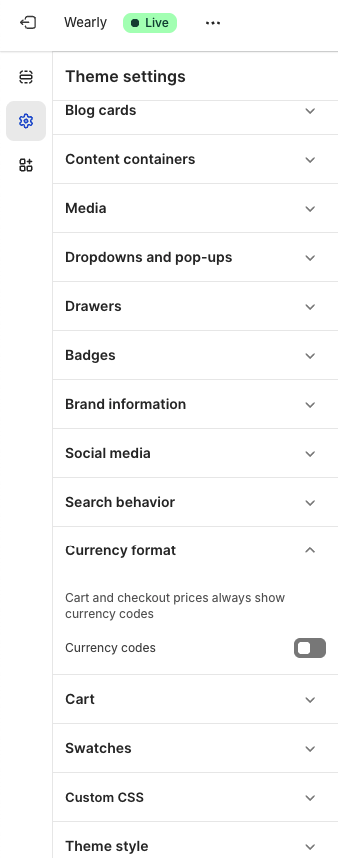 Wearly
Live
Theme settings
Blog cards
Content containers
Media
Dropdowns and pop-ups
Drawers
Badges
Brand information
Social media
Search behavior
Currency format
Cart and checkout prices always show
currency codes
Currency codes
Cart
Swatches
Custom CSS
Theme style